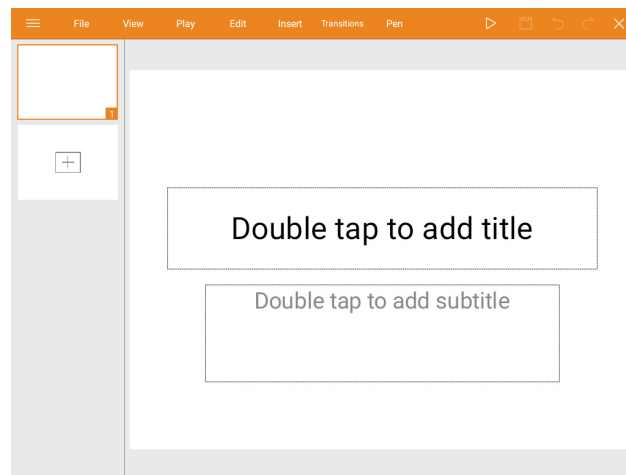 File View Play Edit Insert Transitions Pen
1
Double tap to add title
Double tap to add subtitle